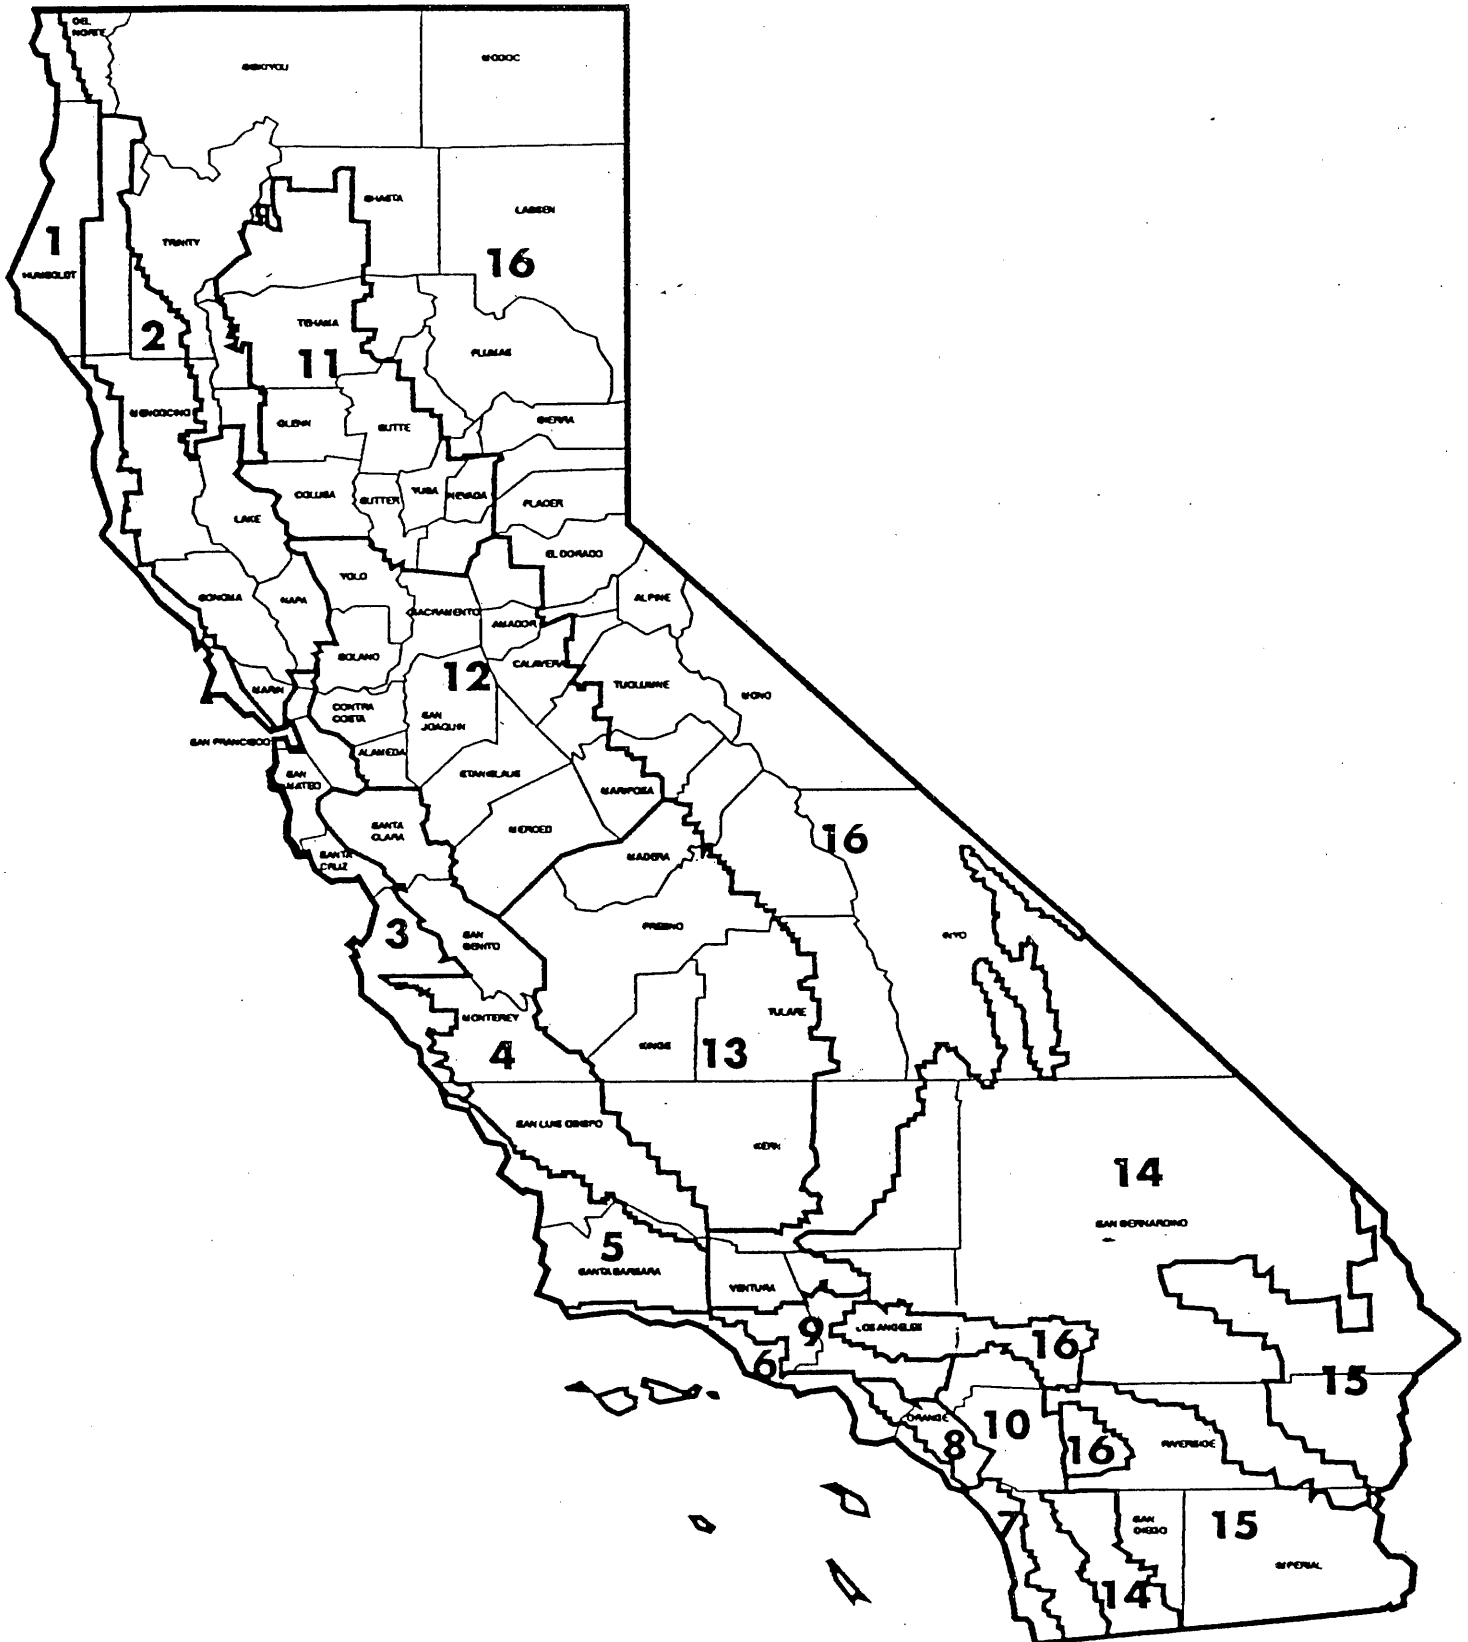 DEL
NORTE
SISKIYOU
MODOC
SHASTA
LASSEN
TRINITY
1
16
HUMBOLDT
TEHAMA
2
11
PLUMAS
MENDOCINO
GLENN
BUTTE
SIERRA
COLUSA
SUTTER
YUBA
NEVADA
PLACER
LAKE
EL DORADO
YOLO
SONOMA
NAPA
SACRAMENTO
ALPINE
AMADOR
SOLANO
CALAVERAS
12
MARIN
TUOLUMNE
MONO
CONTRA
COSTA
SAN
JOAQUIN
SAN FRANCISCO
ALAMEDA
SAN
MATEO
STANISLAUS
MARIPOSA
SANTA
CLARA
MERCED
16
SANTA
CRUZ
MADERA
3
SAN
BENITO
FRESNO
INYO
MONTEREY
TULARE
4
KINGS
13
SAN LUIS OBISPO
KERN
14
SAN BERNARDINO
5
SANTA BARBARA
VENTURA
9
LOS ANGELES
16
6
15
ORANGE
10
8
16
RIVERSIDE
7
SAN
DIEGO
15
IMPERIAL
14